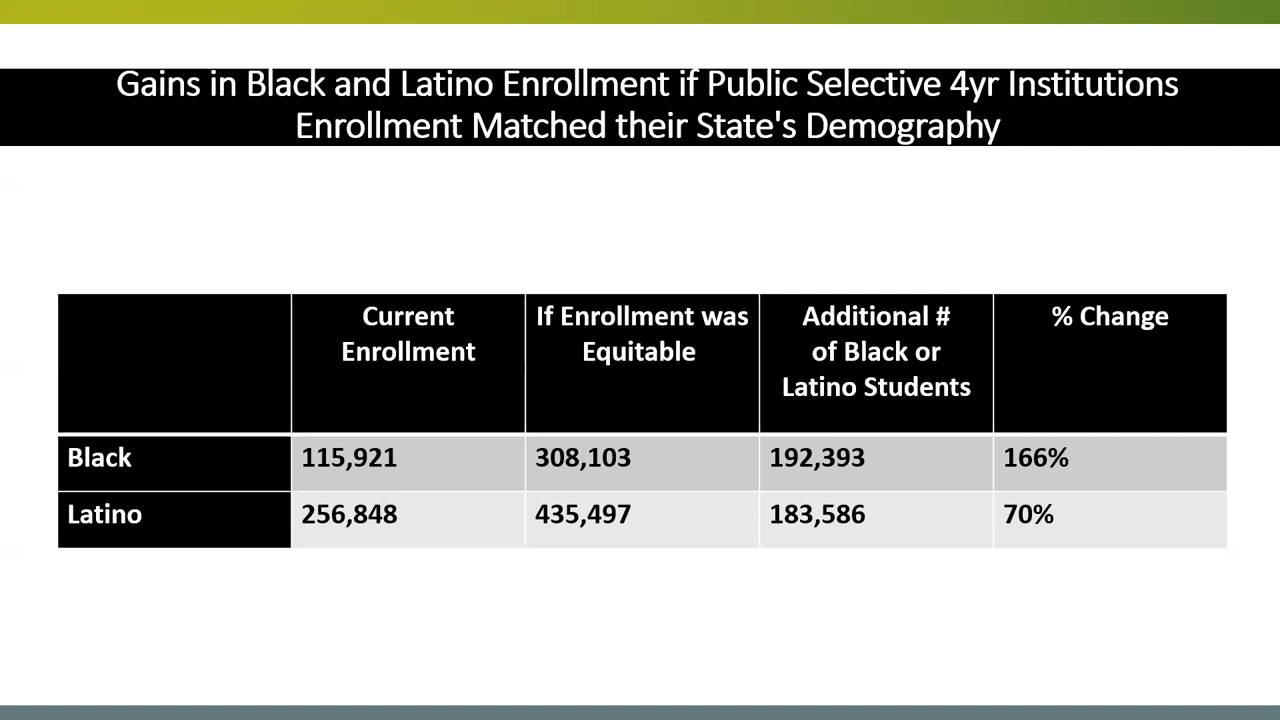 Gains in Black and Latino Enrollment if Public Selective 4yr Institutions
Enrollment Matched their State's Demography
Current Enrollment
If Enrollment was Equitable
Additional # of Black or Latino Students
% Change
Black 115,921 308,103 192,393 166%
Latino 256,848 435,497 183,586 70%